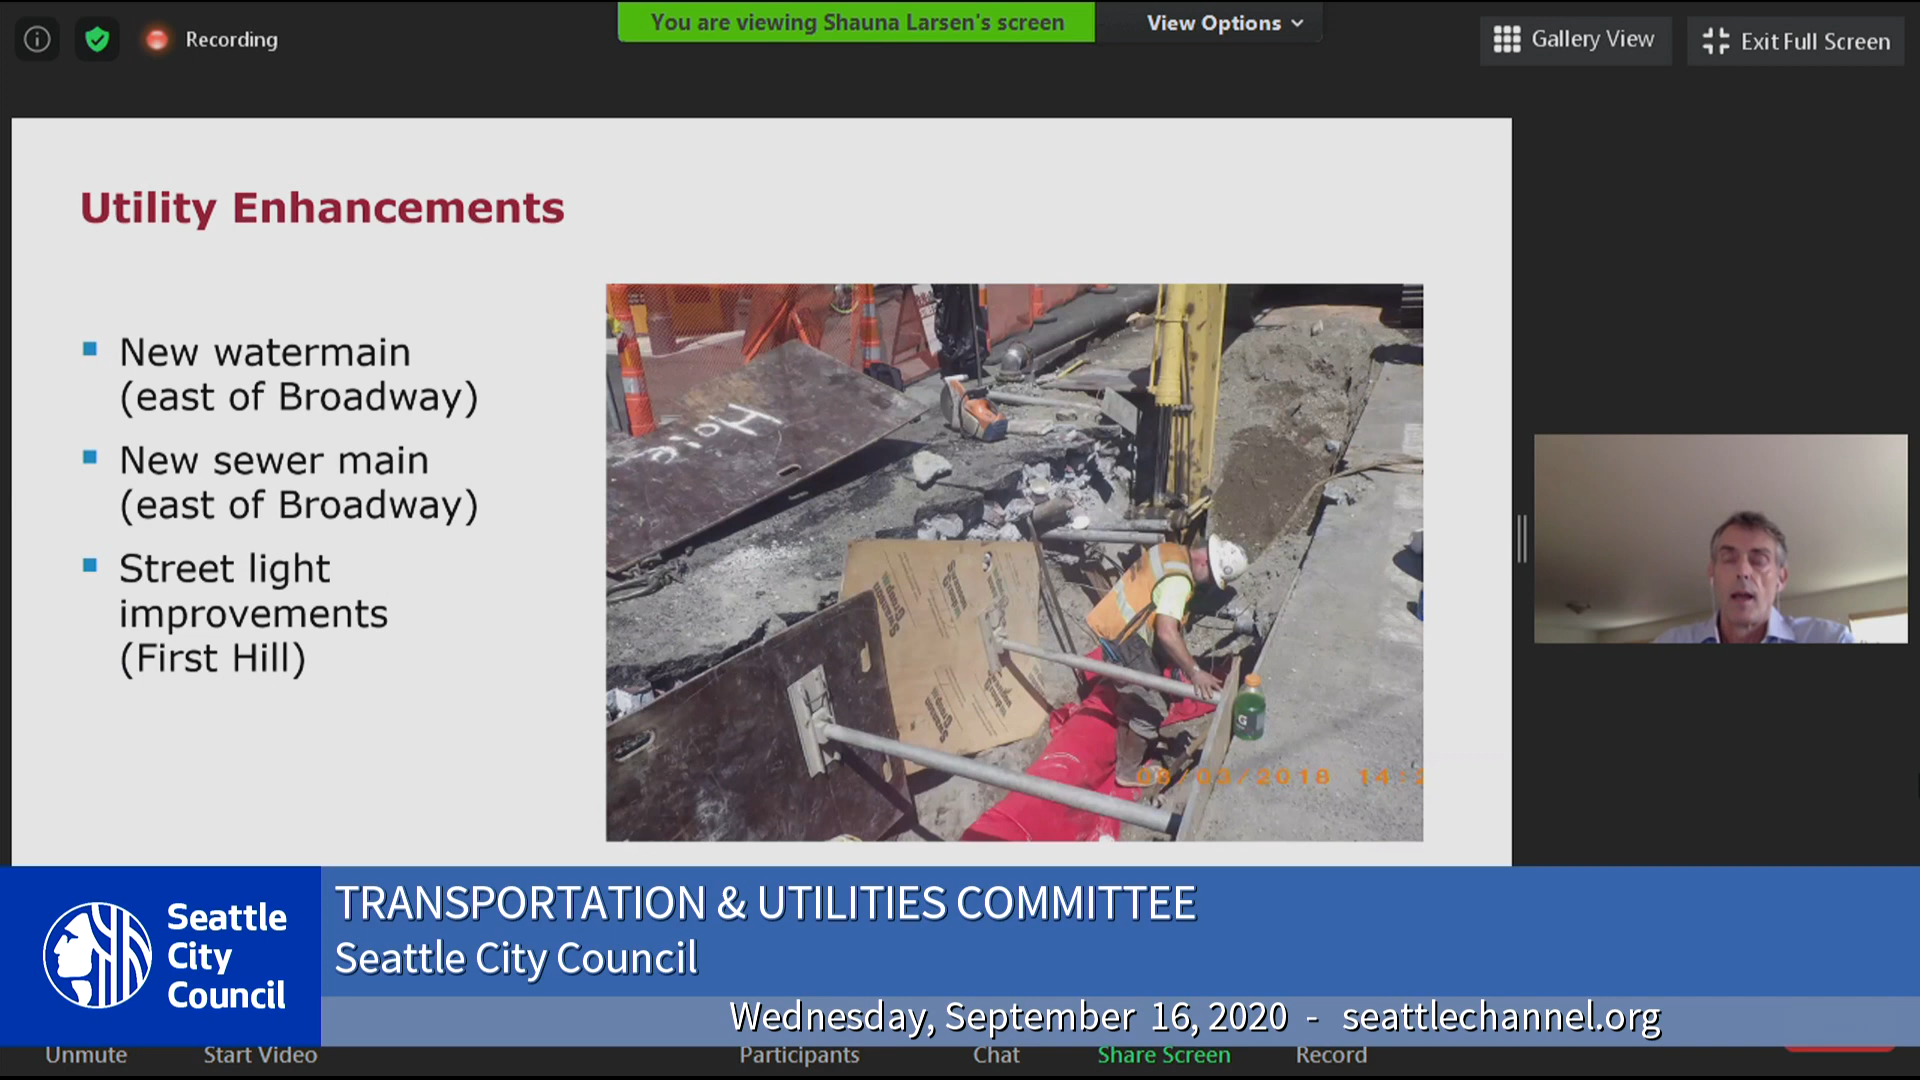 Recording
You are viewing Shauna Larsen's screen
View Options
Gallery View
Exit Full Screen
Utility Enhancements
New watermain
(east of Broadway)
New sewer main
(east of Broadway)
Street light
improvements
(First Hill)
Hole
G
Seattle
City
Council
TRANSPORTATION & UTILITIES COMMITTEE
Seattle City Council
Wednesday, September 16, 2020 - seattlechannel.org
Unmute
Start Video
Participants
Chat
Share Screen
Record